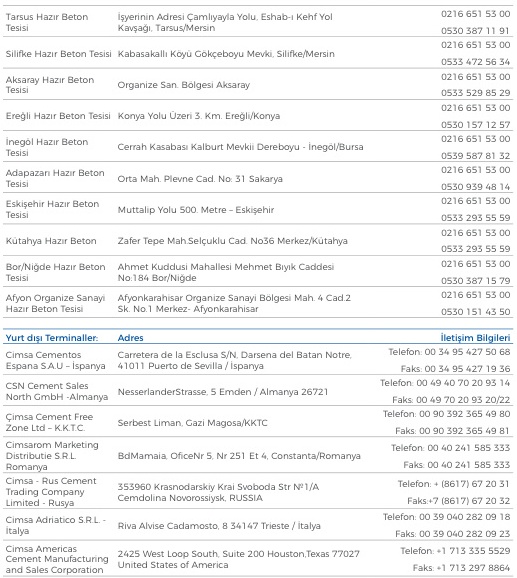 Tarsus Hazır Beton
Tesisi
İşyerinin Adresi Çamlıyayla Yolu, Eshab-ı Kehf Yol
Kavşağı, Tarsus/Mersin
0216 651 53 00
0530 387 11 91
Silifke Hazır Beton Tesisi
Kabasakallı Köyü Gökçeboyu Mevki, Silifke/Mersin
0216 651 53 00
0533 472 56 34
Aksaray Hazır Beton
Tesisi
Organize San. Bölgesi Aksaray
0216 651 53 00
0533 529 85 29
Ereğli Hazır Beton Tesisi
Konya Yolu Üzeri 3. Km. Ereğli/Konya
0216 651 53 00
0530 157 12 57
İnegöl Hazır Beton
Tesisi
Cerrah Kasabası Kalburt Mevkii Dereboyu - İnegöl/Bursa
0216 651 53 00
0539 587 81 32
Adapazarı Hazır Beton
Tesisi
Orta Mah. Plevne Cad. No: 31 Sakarya
0216 651 53 00
0530 939 48 14
Eskişehir Hazır Beton
Tesisi
Muttalip Yolu 500. Metre – Eskişehir
0216 651 53 00
0533 293 55 59
Kütahya Hazır Beton
Zafer Tepe Mah.Selçuklu Cad. No36 Merkez/Kütahya
0216 651 53 00
0533 293 55 59
Bor/Niğde Hazır Beton
Tesisi
Ahmet Kuddusi Mahallesi Mehmet Bıyık Caddesi
No:184 Bor/Niğde
0216 651 53 00
0530 387 15 79
Afyon Organize Sanayi
Hazır Beton Tesisi
Afyonkarahisar Organize Sanayi Bölgesi Mah. 4 Cad.2
Sk. No.1 Merkez- Afyonkarahisar
0216 651 53 00
0530 151 43 50
Yurt dışı Terminaller:
Adres
İletişim Bilgileri
Cimsa Cementos
Espana S.A.U – İspanya
Carretera de la Esclusa S/N, Darsena del Batan Notre,
41011 Puerto de Sevilla / İspanya
Telefon: 00 34 95 427 50 68
Faks: 00 34 95 427 19 36
CSN Cement Sales
North GmbH -Almanya
NesserlanderStrasse, 5 Emden / Almanya 26721
Telefon: 00 49 40 70 20 93 14
Faks: 00 49 70 20 93 20/22
Çimsa Cement Free
Zone Ltd – K.K.T.C.
Serbest Liman, Gazi Magosa/KKTC
Telefon: 00 90 392 365 49 80
Faks: 00 90 392 365 49 81
Cimsarom Marketing
Distributie S.R.L.
Romanya
BdMamaia, OficeNr 5, Nr 251 Et 4, Constanta/Romanya
Telefon: 00 40 241 585 333
Faks: 00 40 241 585 333
Cimsa - Rus Cement
Trading Company
Limited - Rusya
353960 Krasnodarskiy Krai Svoboda Str №1/A
Cemdolina Novorossiysk, RUSSIA
Telefon: + (8617) 67 20 31
Faks:+7 (8617) 67 20 32
Cimsa Adriatico S.R.L. -
İtalya
Riva Alvise Cadamosto, 8 34147 Trieste / İtalya
Telefon: 00 39 040 282 09 18
Faks: 00 39 040 282 09 23
Cimsa Americas
Cement Manufacturing
and Sales Corporation
2425 West Loop South, Suite 200 Houston,Texas 77027
United States of America
Telefon: +1 713 335 5529
Faks: +1 713 297 8864